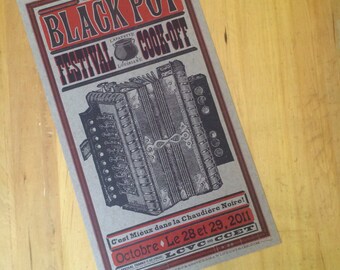 BLACK POT
FESTIVAL COOK-OFF
C'est Mieux dans la Chaudière Noire!
Octobre Le 28 et 29, 2011